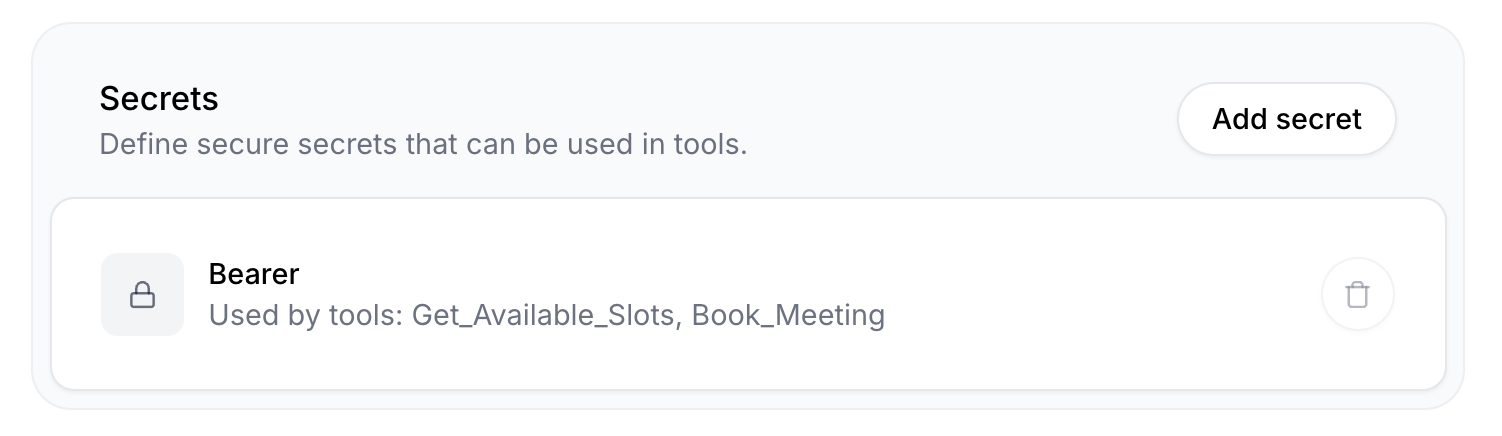 Secrets
Define secure secrets that can be used in tools.
Add secret
Bearer
Used by tools: Get_Available_Slots, Book_Meeting